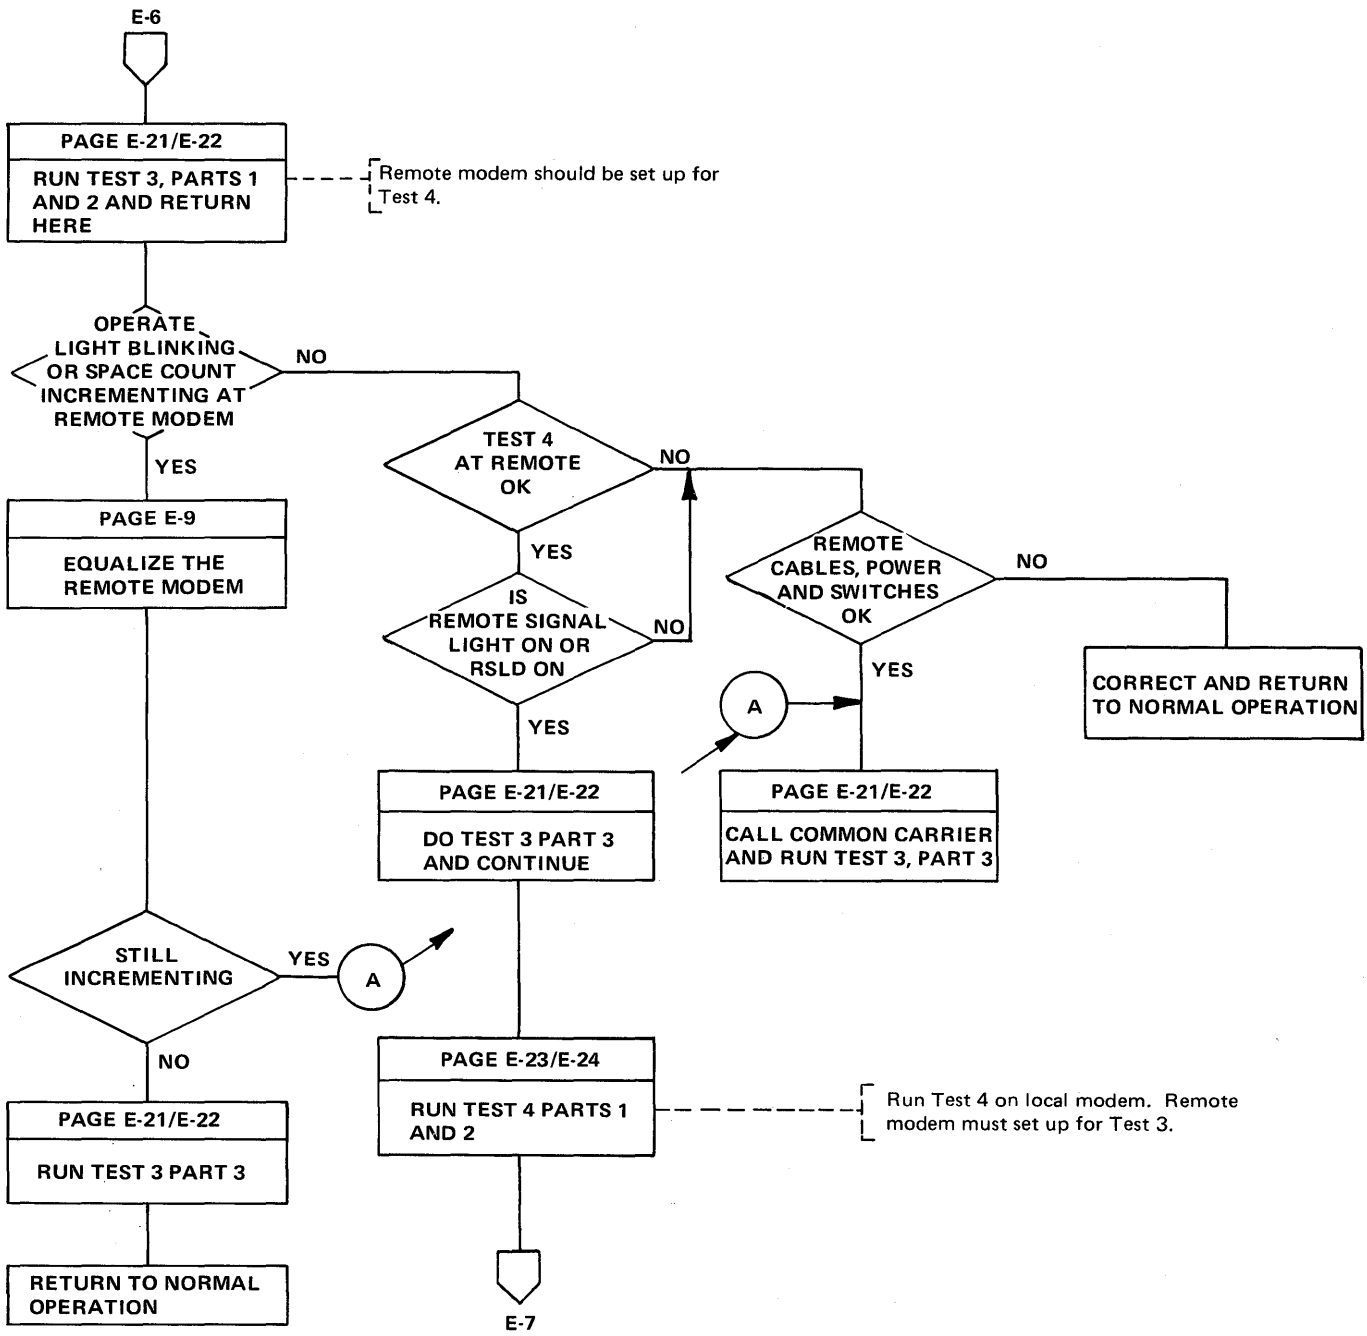 E-6
PAGE E-21/E-22
RUN TEST 3, PARTS 1
AND 2 AND RETURN
HERE
Remote modem should be set up for
Test 4.
OPERATE
LIGHT BLINKING
OR SPACE COUNT
INCREMENTING AT
REMOTE MODEM
NO
YES
TEST 4
AT REMOTE
OK
NO
YES
PAGE E-9
EQUALIZE THE
REMOTE MODEM
REMOTE
CABLES, POWER
AND SWITCHES
OK
NO
YES
IS
REMOTE SIGNAL
LIGHT ON OR
RSLD ON
NO
YES
CORRECT AND RETURN
TO NORMAL OPERATION
A
PAGE E-21/E-22
DO TEST 3 PART 3
AND CONTINUE
PAGE E-21/E-22
CALL COMMON CARRIER
AND RUN TEST 3, PART 3
STILL
INCREMENTING
YES
A
NO
PAGE E-23/E-24
RUN TEST 4 PARTS 1
AND 2
Run Test 4 on local modem. Remote
modem must set up for Test 3.
PAGE E-21/E-22
RUN TEST 3 PART 3
RETURN TO NORMAL
OPERATION
E-7